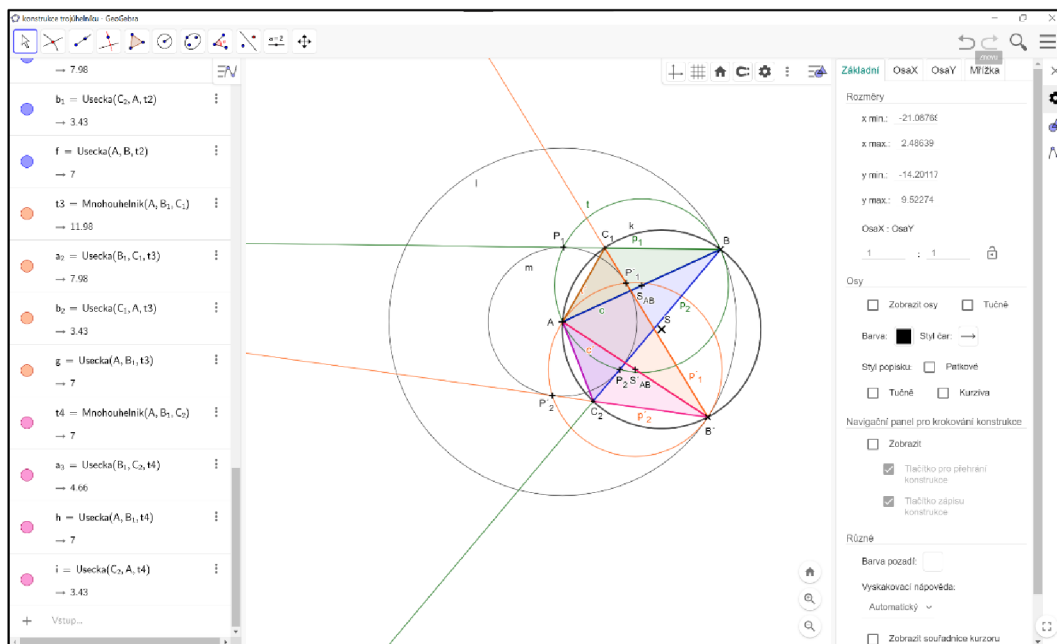 konstrukce trojúhelníku - GeoGebra
a=2
znovu
→ 7.98
b₁ = Usecka(C₂, A, t2)
→ 3.43
f = Usecka(A, B, t2)
→ 7
t3 = Mnohouhelnik(A, B₁, C₁)
→ 11.98
a₂ = Usecka(B₁, C₁, t3)
→ 7.98
b₂ = Usecka(C₁, A, t3)
→ 3.43
g = Usecka(A, B₁, t3)
→ 7
t4 = Mnohouhelnik(A, B₁, C₂)
→ 7
a₃ = Usecka(B₁, C₂, t4)
→ 4.66
h = Usecka(A, B₁, t4)
→ 7
i = Usecka(C₂, A, t4)
→ 3.43
Vstup...
l
t
k
P₁
C₁
p₁
B
m
P´₁
S_AB
c
p₂
S
A
c
P₂
S´_AB
p´₁
P´₂
C₂
p´₂
B´
Základní OsaX OsaY Mřížka
Rozměry
x min.: -21.08768
x max.: 2.48639
y min.: -14.20117
y max.: 9.52274
OsaX : OsaY
1 : 1
Osy
Zobrazit osy Tučně
Barva: Styl čar:
Styl popisku: Patkové
Tučné Kurzíva
Navigační panel pro krokování konstrukce
Zobrazit
Tlačítko pro přehrání
konstrukce
Tlačítko zápisu
konstrukce
Různé
Barva pozadí:
Vyskakovací nápověda:
Automatický
Zobrazit souřadnice kurzoru